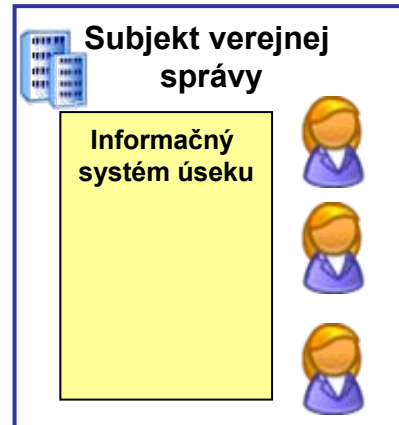 Subjekt verejnej
správy
Informačný
systém úseku